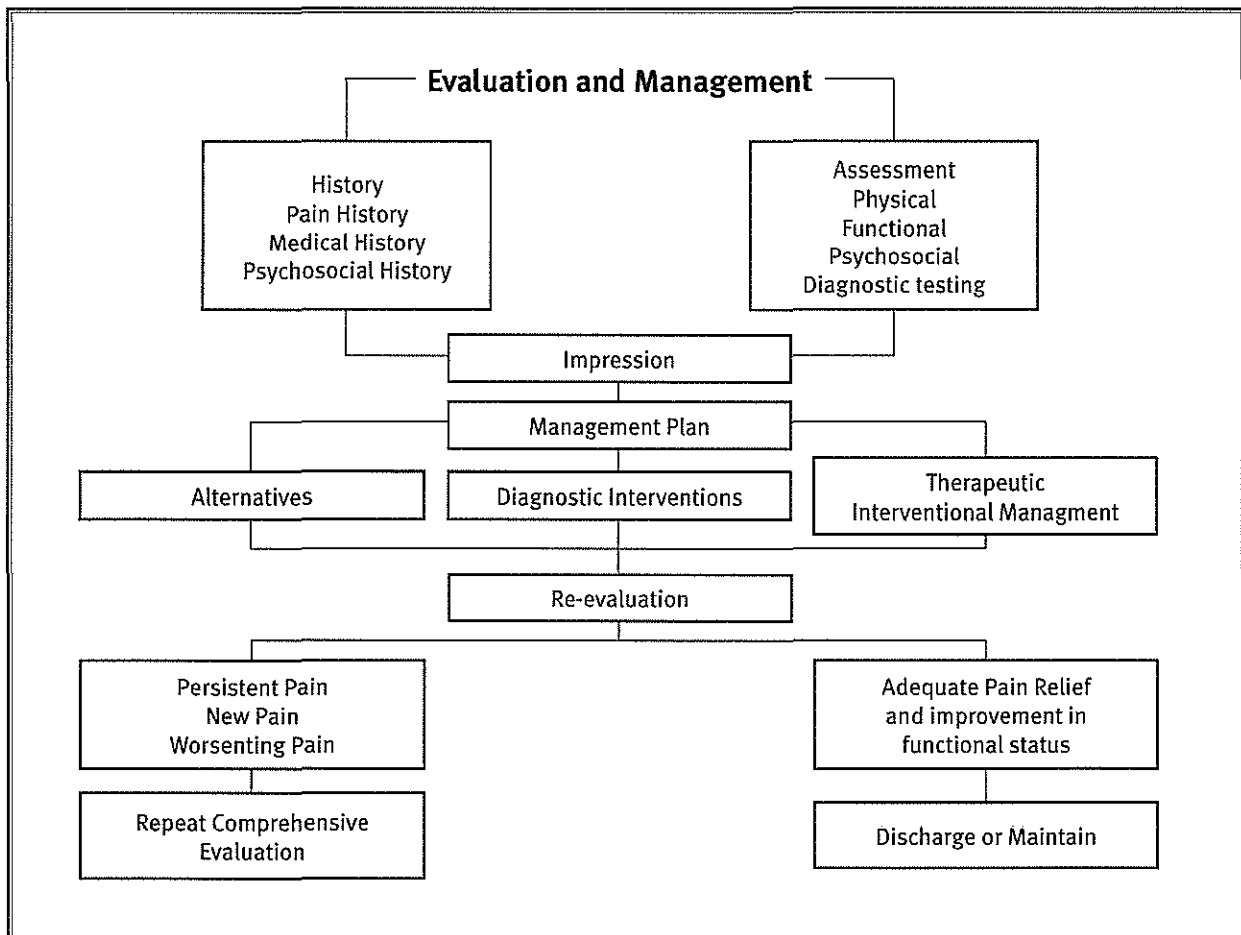 Evaluation and Management
History
Pain History
Medical History
Psychosocial History
Assessment
Physical
Functional
Psychosocial
Diagnostic testing
Impression
Management Plan
Alternatives
Diagnostic Interventions
Therapeutic
Interventional Managment
Re-evaluation
Persistent Pain
New Pain
Worsenting Pain
Adequate Pain Relief
and improvement in
functional status
Repeat Comprehensive
Evaluation
Discharge or Maintain